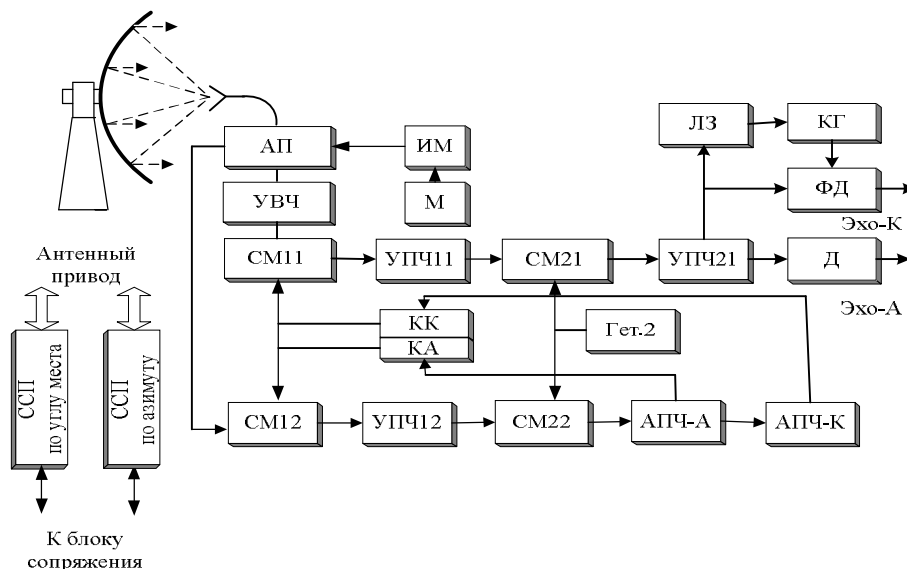 ЛЗ
КГ
АП
ИМ
ФД
УВЧ
М
Эхо-К
Антенный
привод
СМ11
УПЧ11
СМ21
УПЧ21
Д
Эхо-А
КК
КА
Гет.2
ССП
по углу места
ССП
по азимуту
СМ12
УПЧ12
СМ22
АПЧ-А
АПЧ-К
К блоку
сопряжения